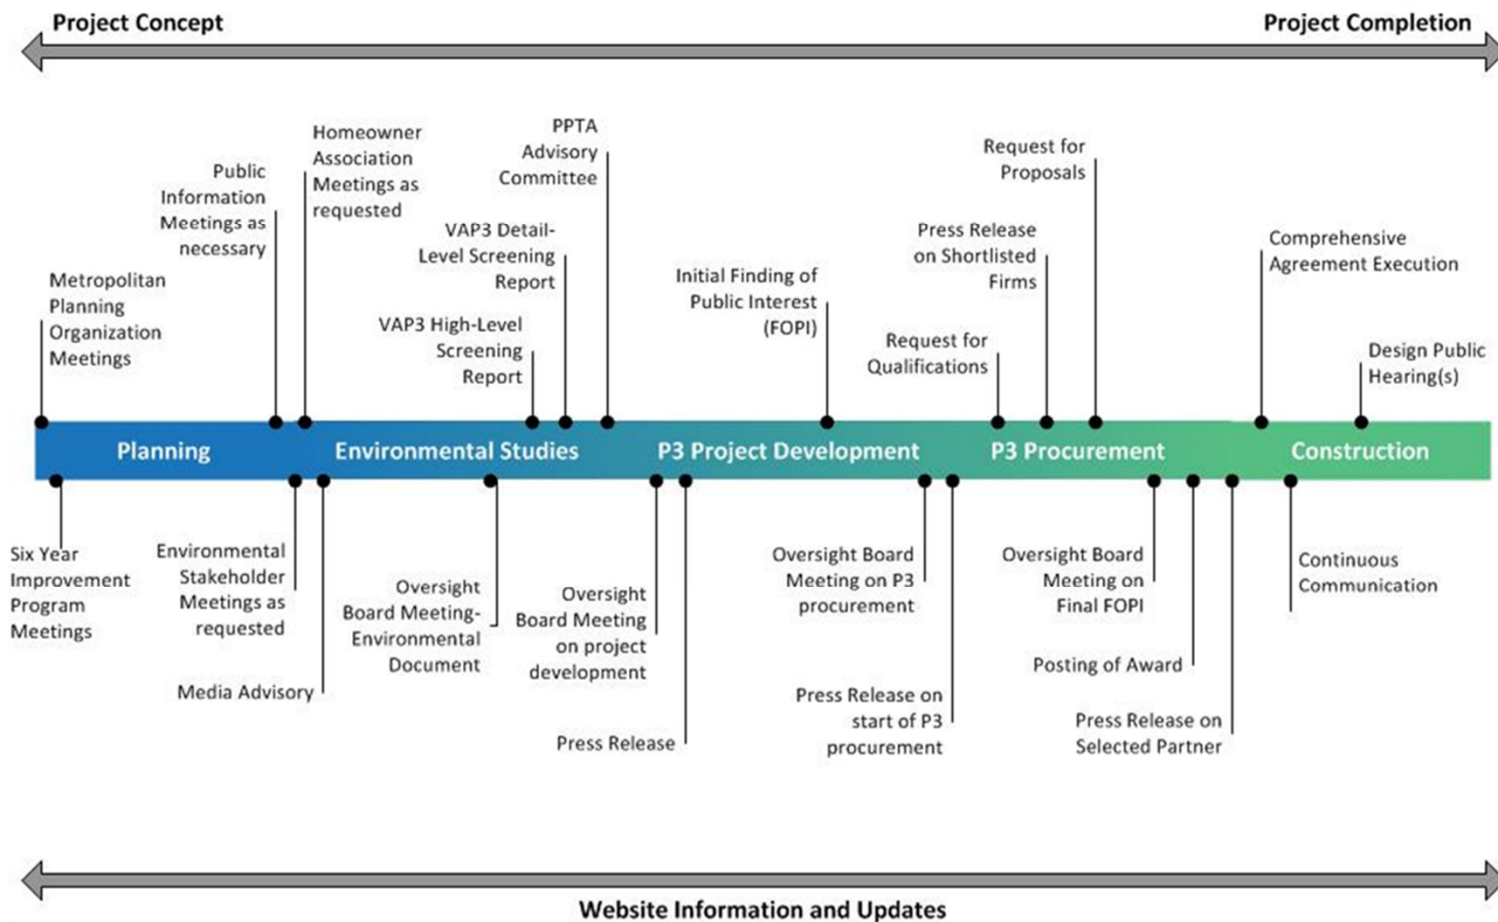 Project Concept
Project Completion
Homeowner
Association
Meetings as
requested
PPTA
Advisory
Committee
Request for
Proposals
Public
Information
Meetings as
necessary
VAP3 Detail-
Level Screening
Report
Press Release
on Shortlisted
Firms
Comprehensive
Agreement Execution
Metropolitan
Planning
Organization
Meetings
Initial Finding of
Public Interest
(FOPI)
VAP3 High-Level
Screening
Report
Request for
Qualifications
Design Public
Hearing(s)
Planning
Environmental Studies
P3 Project Development
P3 Procurement
Construction
Six Year
Improvement
Program
Meetings
Environmental
Stakeholder
Meetings as
requested
Media Advisory
Oversight
Board Meeting-
Environmental
Document
Oversight
Board Meeting
on project
development
Press Release
Oversight Board
Meeting on P3
procurement
Press Release on
start of P3
procurement
Oversight Board
Meeting on
Final FOPI
Posting of Award
Press Release on
Selected Partner
Continuous
Communication
Website Information and Updates